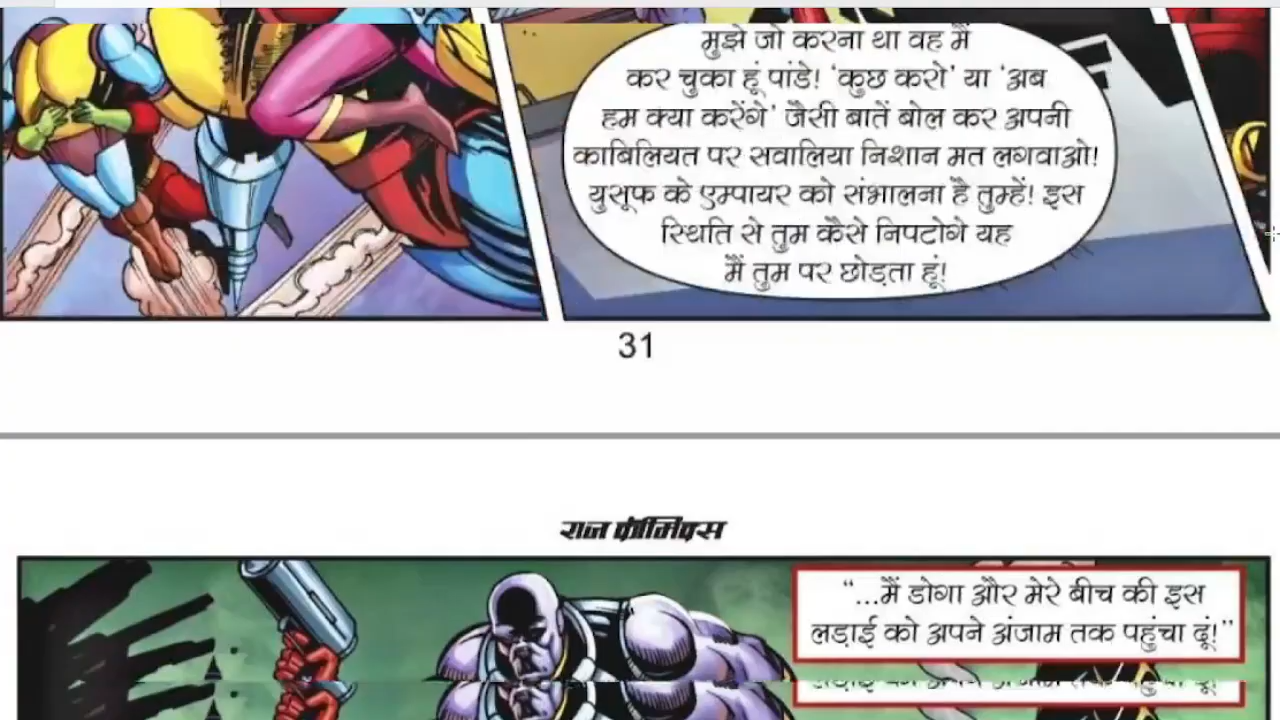 मुझे जो करना था वह मैं
कर चुका हूं पांडे! 'कुछ करो' या 'अब
हम क्या करेंगे' जैसी बातें बोल कर अपनी
काबिलियत पर सवालिया निशान मत लगवाओ!
युसूफ के एम्पायर को संभालना है तुम्हें! इस
स्थिति से तुम कैसे निपटोगे यह
मैं तुम पर छोड़ता हूं!
31
राज कॉमिक्स
"...मैं डोगा और मेरे बीच की इस
लड़ाई को अपने अंजाम तक पहुंचा दूं!"